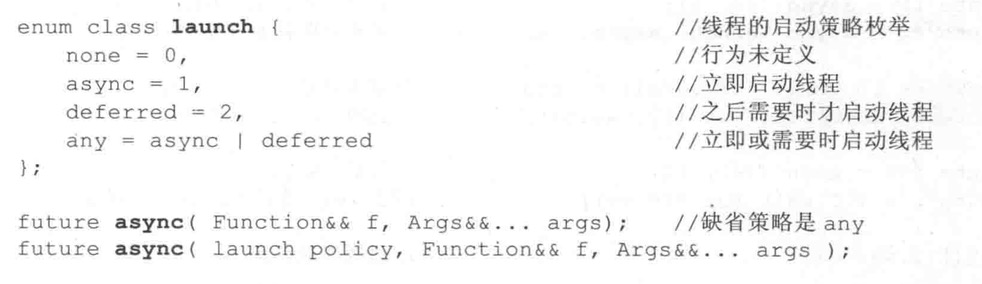 enum class launch { //线程的启动策略枚举
none = 0, //行为未定义
async = 1, //立即启动线程
deferred = 2, //之后需要时才启动线程
any = async | deferred //立即或需要时启动线程
};
future async( Function&& f, Args&&... args); //缺省策略是 any
future async( launch policy, Function&& f, Args&&... args );